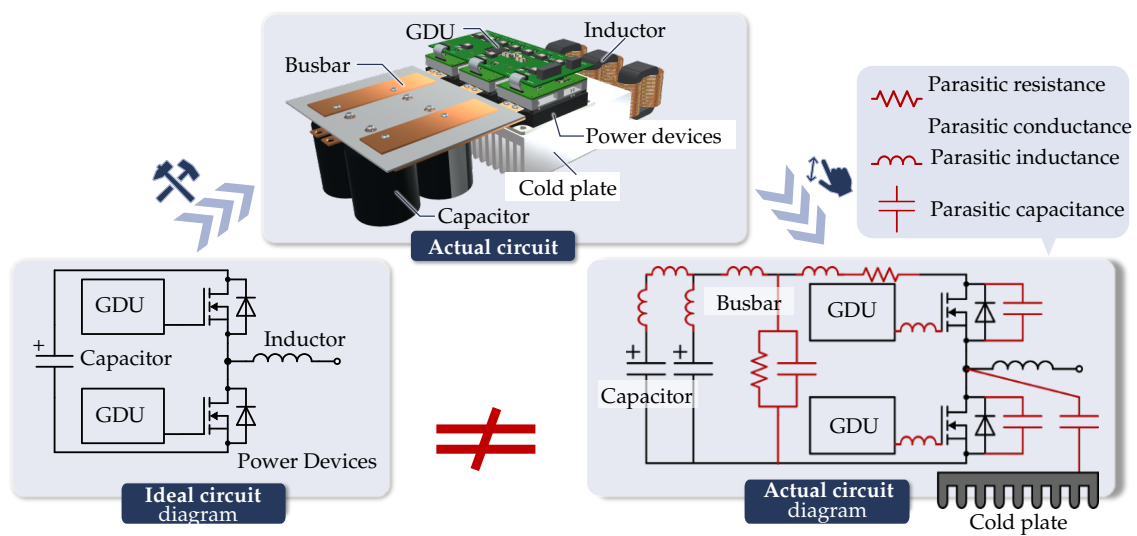 GDU
Inductor
Busbar
Power devices
Cold plate
Capacitor
Actual circuit
Parasitic resistance
Parasitic conductance
Parasitic inductance
Parasitic capacitance
GDU
Inductor
+
Capacitor
GDU
Power Devices
Ideal circuit
diagram
Busbar
GDU
+
+
Capacitor
GDU
Actual circuit
diagram
Cold plate